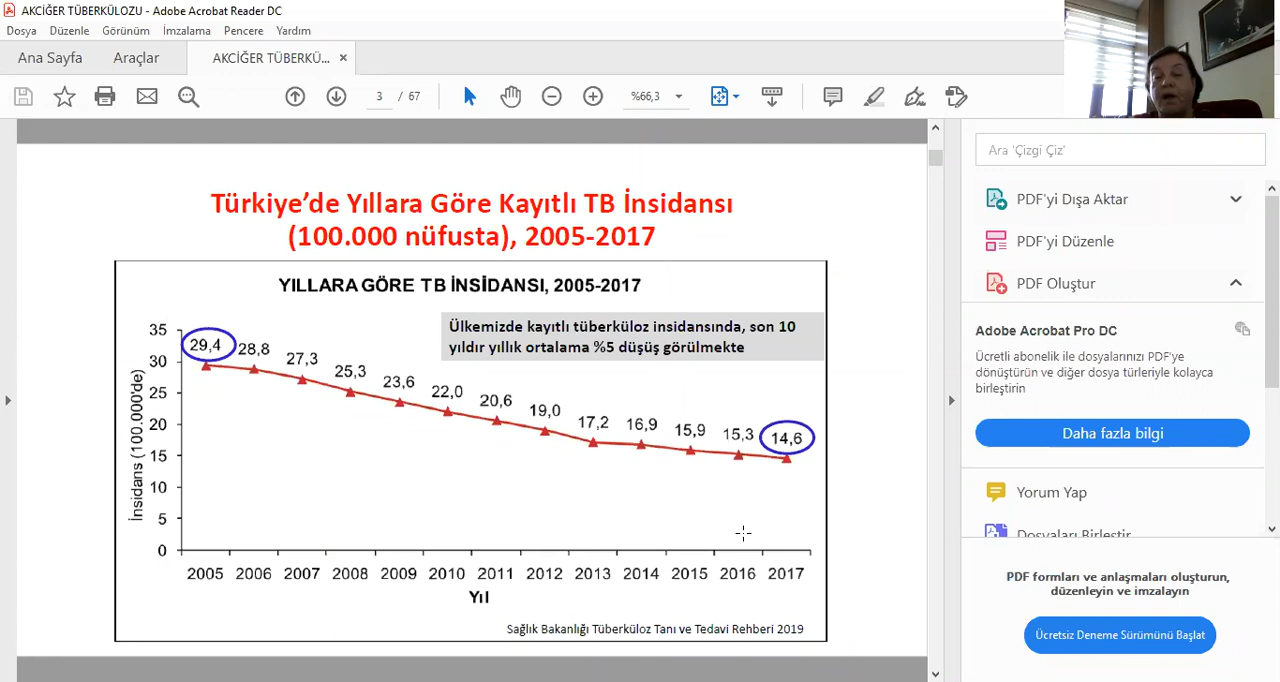 AKCİĞER TÜBERKÜLOZU - Adobe Acrobat Reader DC
Dosya Düzenle Görünüm İmzalama Pencere Yardım
Ana Sayfa Araçlar AKCİĞER TÜBERKÜ... ×
3 / 67 %66,3
Türkiye’de Yıllara Göre Kayıtlı TB İnsidansı
(100.000 nüfusta), 2005-2017
YILLARA GÖRE TB İNSİDANSI, 2005-2017
Ülkemizde kayıtlı tüberküloz insidansında, son 10
yıldır yıllık ortalama %5 düşüş görülmekte
İnsidans (100.000'de)
35
30
25
20
15
10
5
0
29,4 28,8 27,3 25,3 23,6 22,0 20,6 19,0 17,2 16,9 15,9 15,3 14,6
2005 2006 2007 2008 2009 2010 2011 2012 2013 2014 2015 2016 2017
Yıl
Sağlık Bakanlığı Tüberküloz Tanı ve Tedavi Rehberi 2019
Ara 'Çizgi Çiz'
PDF'yi Dışa Aktar
PDF'yi Düzenle
PDF Oluştur
Adobe Acrobat Pro DC
Ücretli abonelik ile dosyalarınızı PDF'ye
dönüştürün ve diğer dosya türleriyle kolayca
birleştirin
Daha fazla bilgi
Yorum Yap
Dosyaları Birleştir
PDF formları ve anlaşmaları oluşturun,
düzenleyin ve imzalayın
Ücretsiz Deneme Sürümünü Başlat